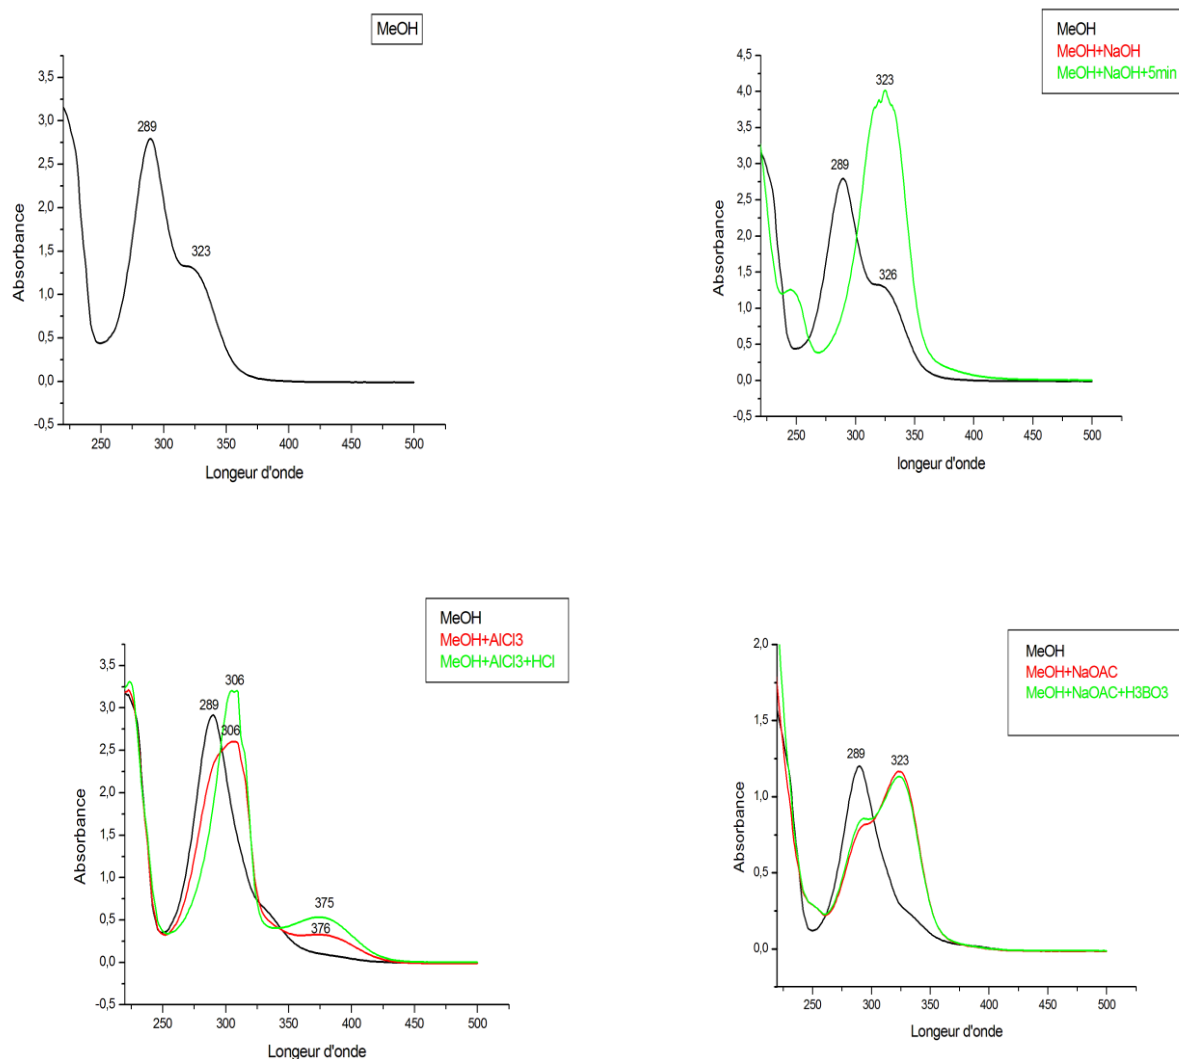 MeOH
3,5
3,0
2,5
2,0
1,5
1,0
0,5
0,0
-0,5
289
323
250 300 350 400 450 500
Absorbance
Longeur d'onde
MeOH
MeOH+NaOH
MeOH+NaOH+5min
4,5
4,0
3,5
3,0
2,5
2,0
1,5
1,0
0,5
0,0
-0,5
323
289
326
250 300 350 400 450 500
Absorbance
longeur d'onde
MeOH
MeOH+AlCl3
MeOH+AlCl3+HCl
3,5
3,0
2,5
2,0
1,5
1,0
0,5
0,0
-0,5
306
289
306
375
376
250 300 350 400 450 500
Absorbance
Longeur d'onde
MeOH
MeOH+NaOAC
MeOH+NaOAC+H3BO3
2,0
1,5
1,0
0,5
0,0
289 323
250 300 350 400 450 500
Absorbance
Longeur d'onde